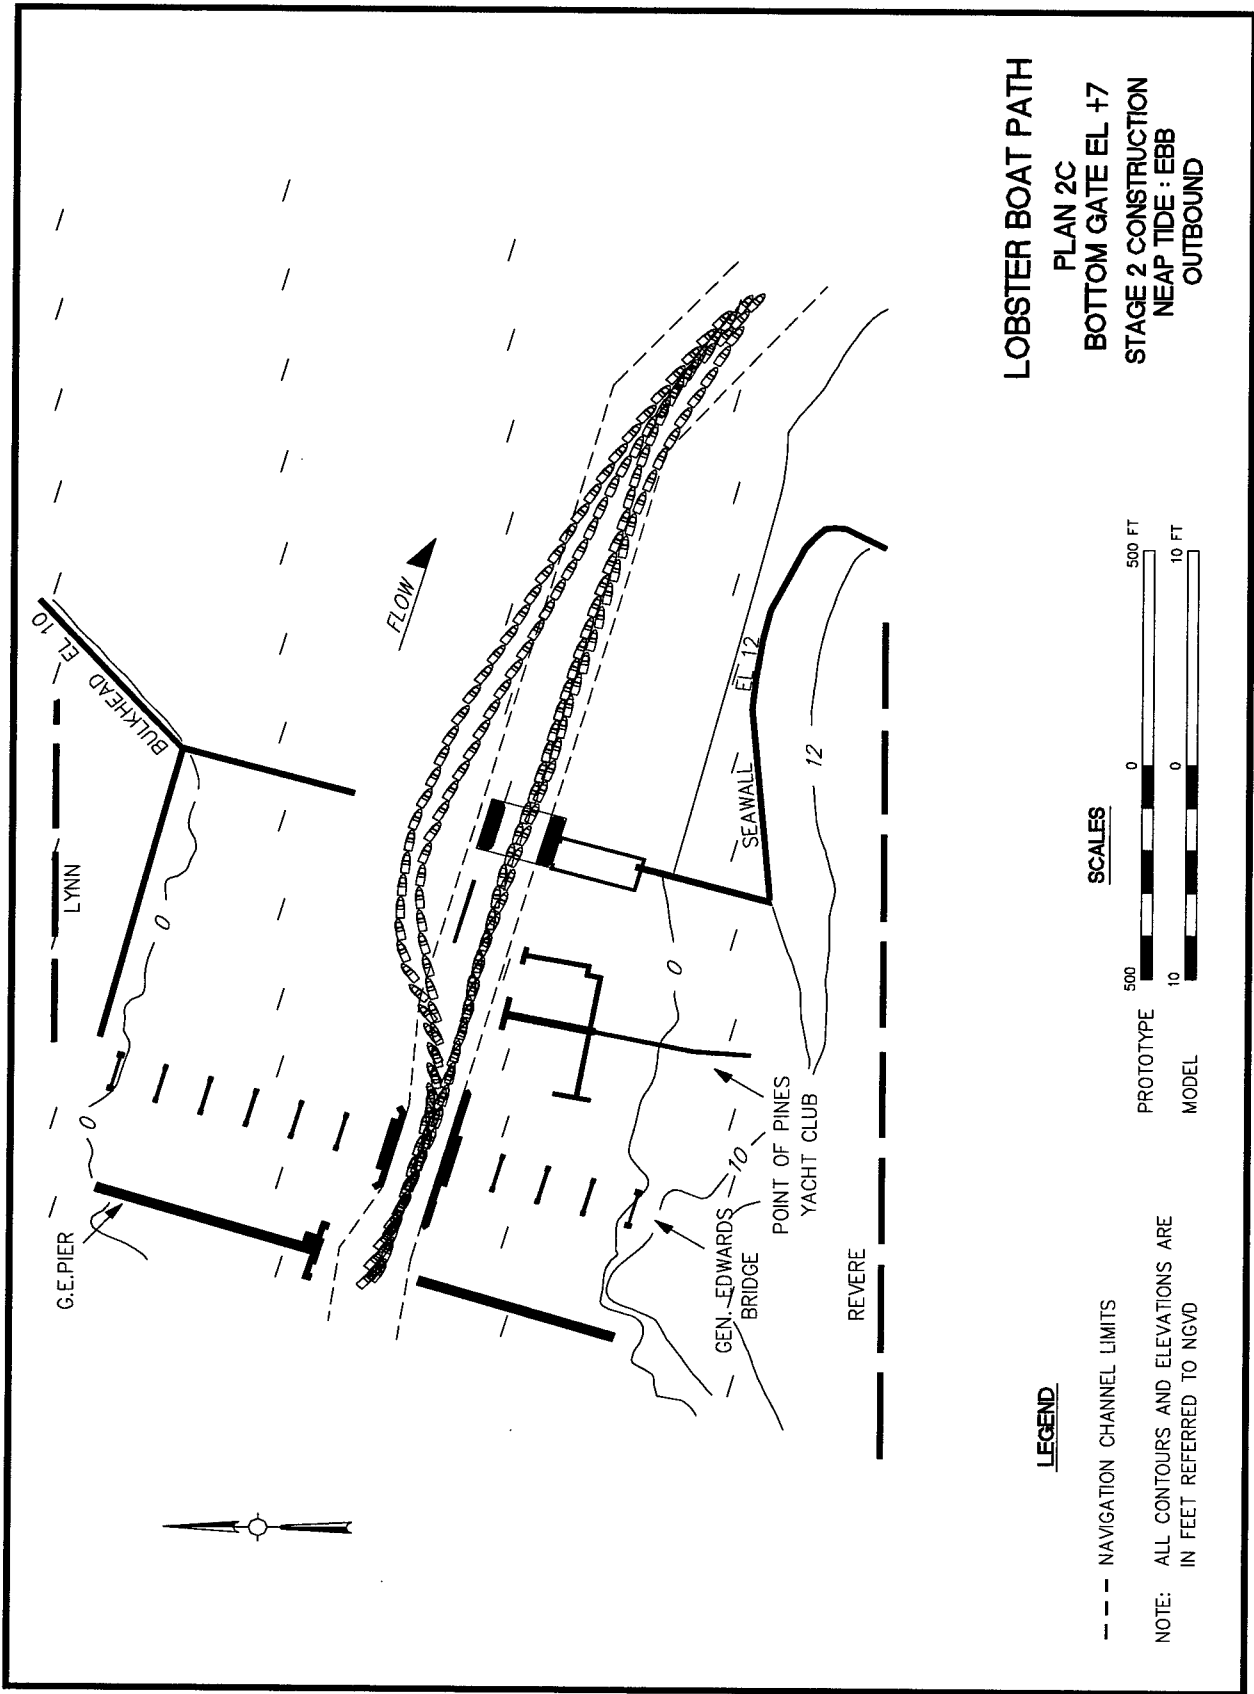 LOBSTER BOAT PATH
PLAN 2C
BOTTOM GATE EL +7
STAGE 2 CONSTRUCTION
NEAP TIDE : EBB
OUTBOUND
BULKHEAD EL 10
LYNN
FLOW
0
0
G.E.PIER
SEAWALL EL 12
12
0
10
POINT OF PINES
YACHT CLUB
GEN. EDWARDS
BRIDGE
REVERE
SCALES
PROTOTYPE 500 0 500 FT
MODEL 10 0 10 FT
LEGEND
NAVIGATION CHANNEL LIMITS
NOTE: ALL CONTOURS AND ELEVATIONS ARE
IN FEET REFERRED TO NGVD